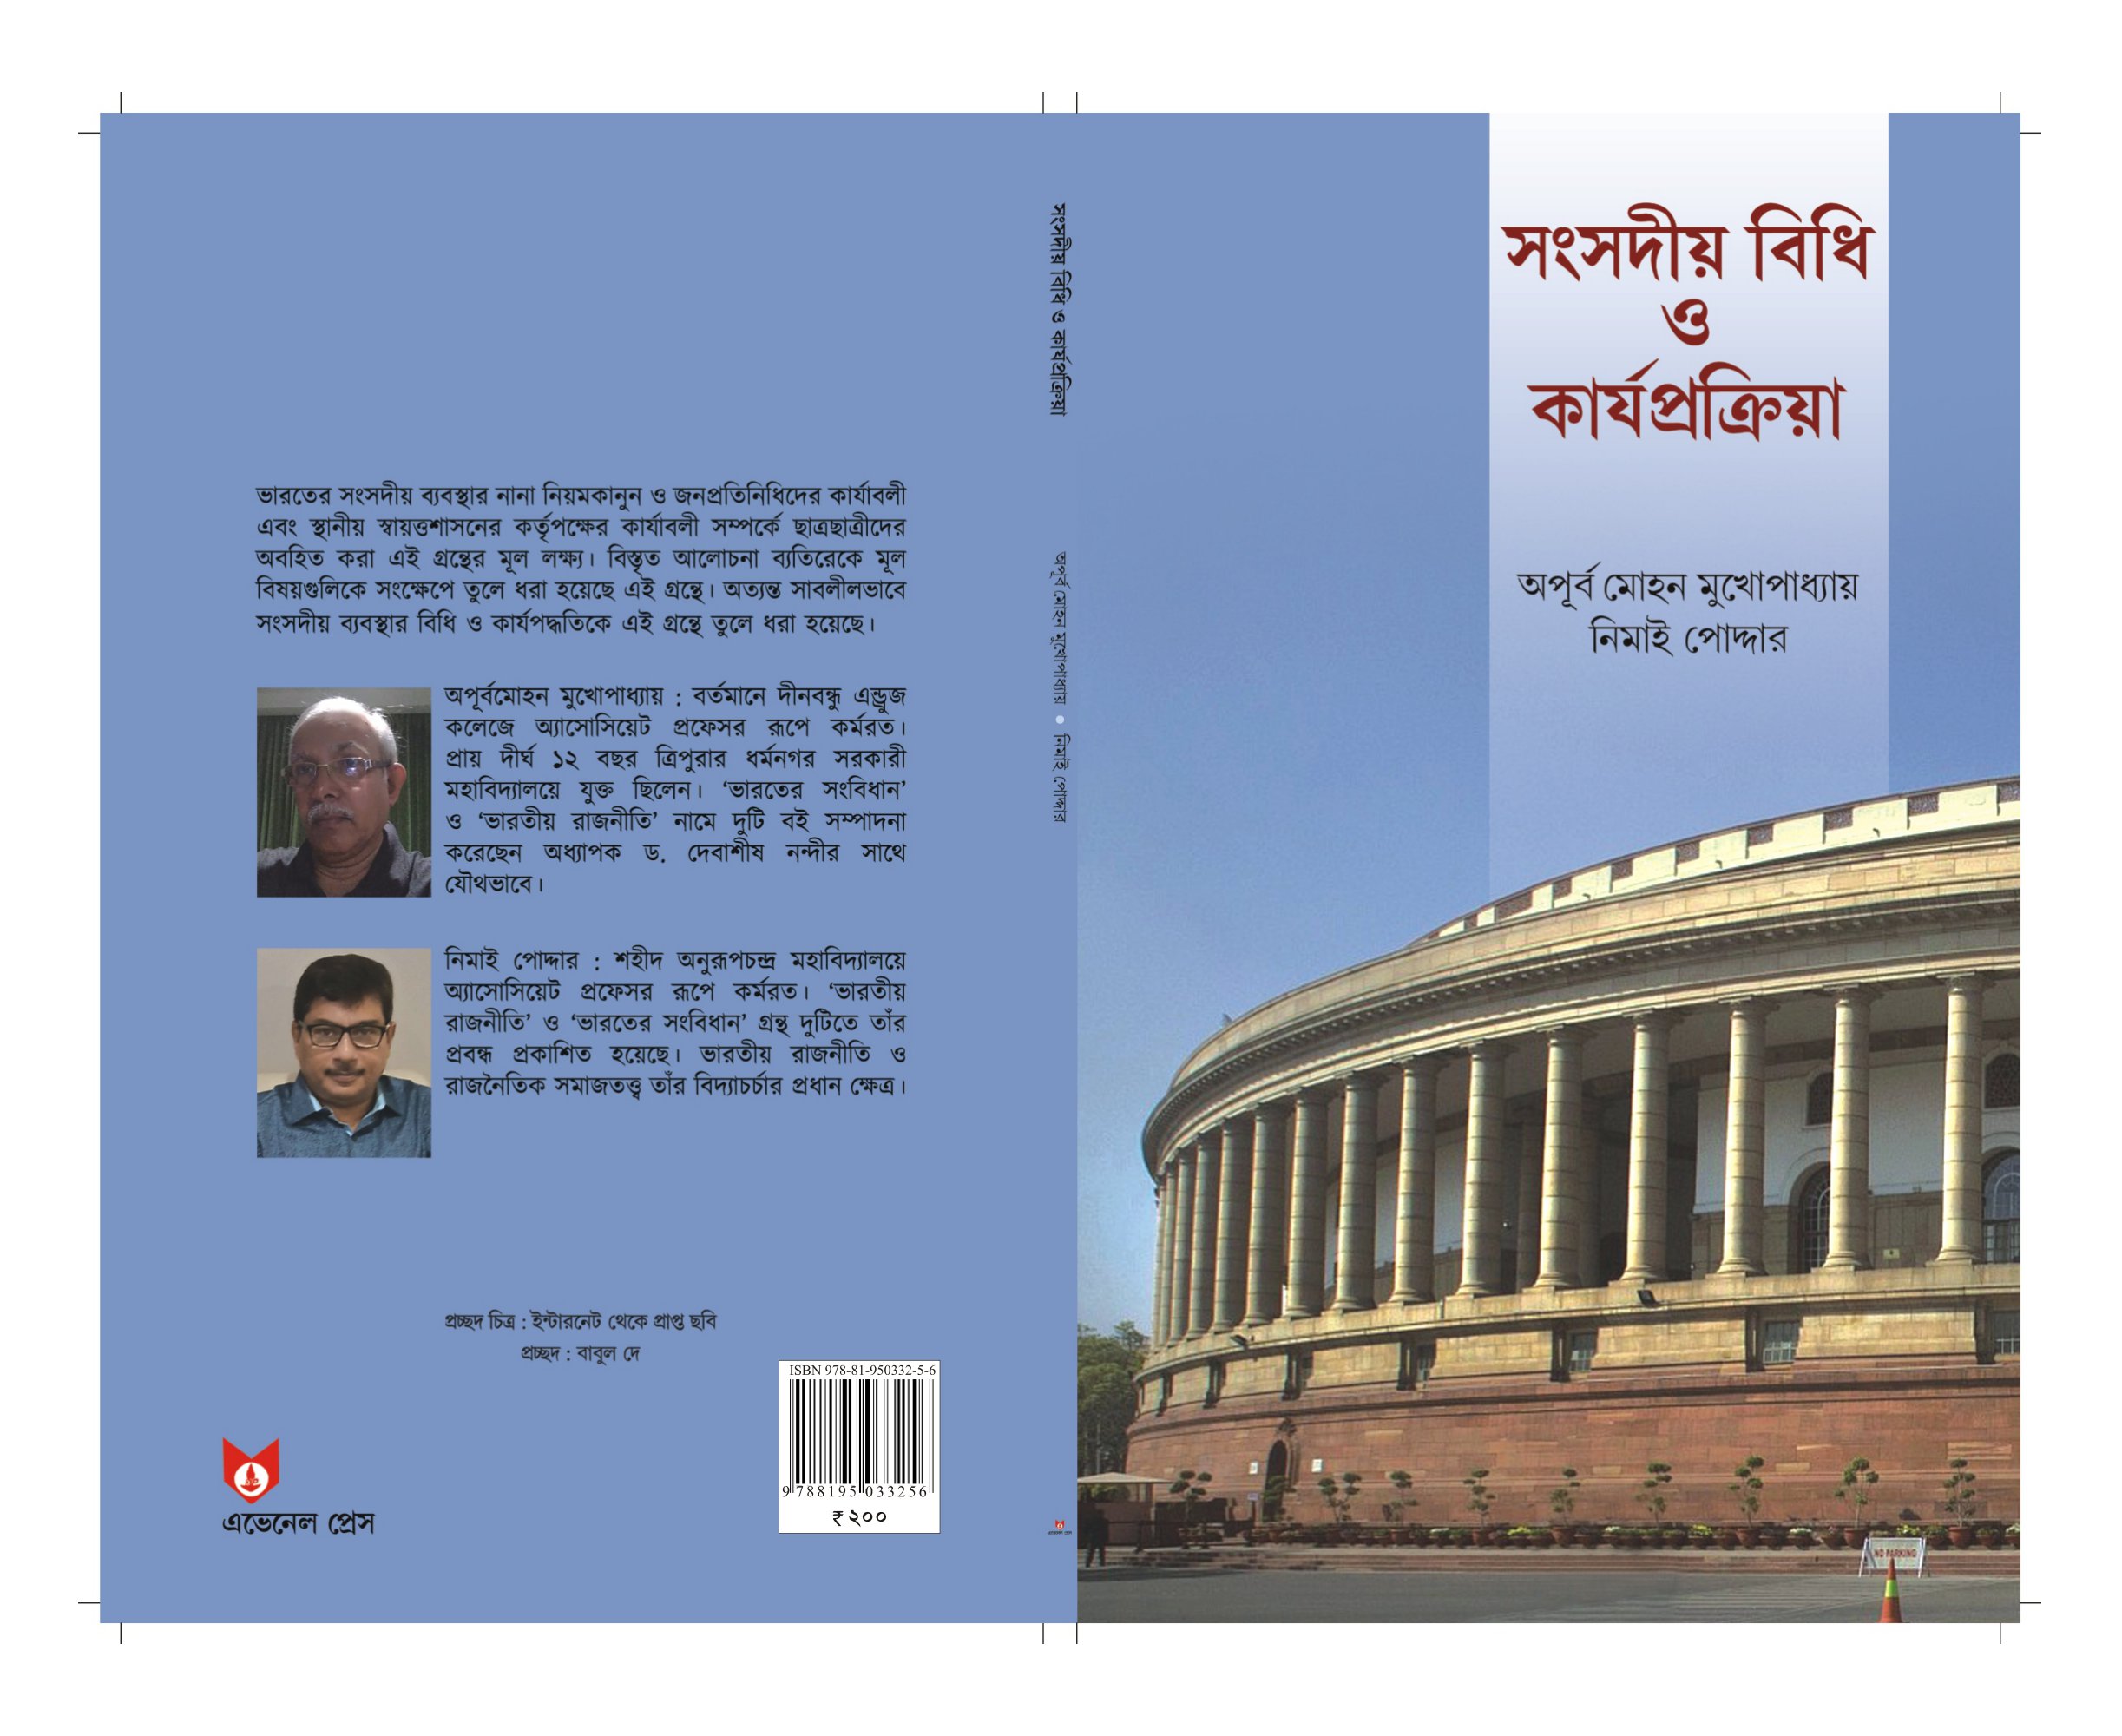 ভারতের সংসদীয় ব্যবস্থার নানা নিয়মকানুন ও জনপ্রতিনিধিদের কার্যাবলী
এবং স্থানীয় স্বায়ত্তশাসনের কর্তৃপক্ষের কার্যাবলী সম্পর্কে ছাত্রছাত্রীদের
অবহিত করা এই গ্রন্থের মূল লক্ষ্য। বিস্তৃত আলোচনা ব্যতিরেকে মূল
বিষয়গুলিকে সংক্ষেপে তুলে ধরা হয়েছে এই গ্রন্থে। অত্যন্ত সাবলীলভাবে
সংসদীয় ব্যবস্থার বিধি ও কার্যপদ্ধতিকে এই গ্রন্থে তুলে ধরা হয়েছে।
অপূর্বমোহন মুখোপাধ্যায় : বর্তমানে দীনবন্ধু এন্ড্রুজ
কলেজে অ্যাসোসিয়েট প্রফেসর রূপে কর্মরত।
প্রায় দীর্ঘ ১২ বছর ত্রিপুরার ধর্মনগর সরকারী
মহাবিদ্যালয়ে যুক্ত ছিলেন। ‘ভারতের সংবিধান’
ও ‘ভারতীয় রাজনীতি’ নামে দুটি বই সম্পাদনা
করেছেন অধ্যাপক ড. দেবাশীষ নন্দীর সাথে
যৌথভাবে।
নিমাই পোদ্দার : শহীদ অনুরূপচন্দ্র মহাবিদ্যালয়ে
অ্যাসোসিয়েট প্রফেসর রূপে কর্মরত। ‘ভারতীয়
রাজনীতি’ ও ‘ভারতের সংবিধান’ গ্রন্থ দুটিতে তাঁর
প্রবন্ধ প্রকাশিত হয়েছে। ভারতীয় রাজনীতি ও
রাজনৈতিক সমাজতত্ত্ব তাঁর বিদ্যাচর্চার প্রধান ক্ষেত্র।
প্রচ্ছদ চিত্র : ইন্টারনেট থেকে প্রাপ্ত ছবি
প্রচ্ছদ : বাবুল দে
ISBN 978-81-950332-5-6
9 788195 033256
₹ ২০০
এভেনেল প্রেস
সংসদীয় বিধি ও কার্যপ্রক্রিয়া
অপূর্ব মোহন মুখোপাধ্যায় ● নিমাই পোদ্দার
এভেনেল প্রেস
সংসদীয় বিধি
ও
কার্যপ্রক্রিয়া
অপূর্ব মোহন মুখোপাধ্যায়
নিমাই পোদ্দার
NO PARKING